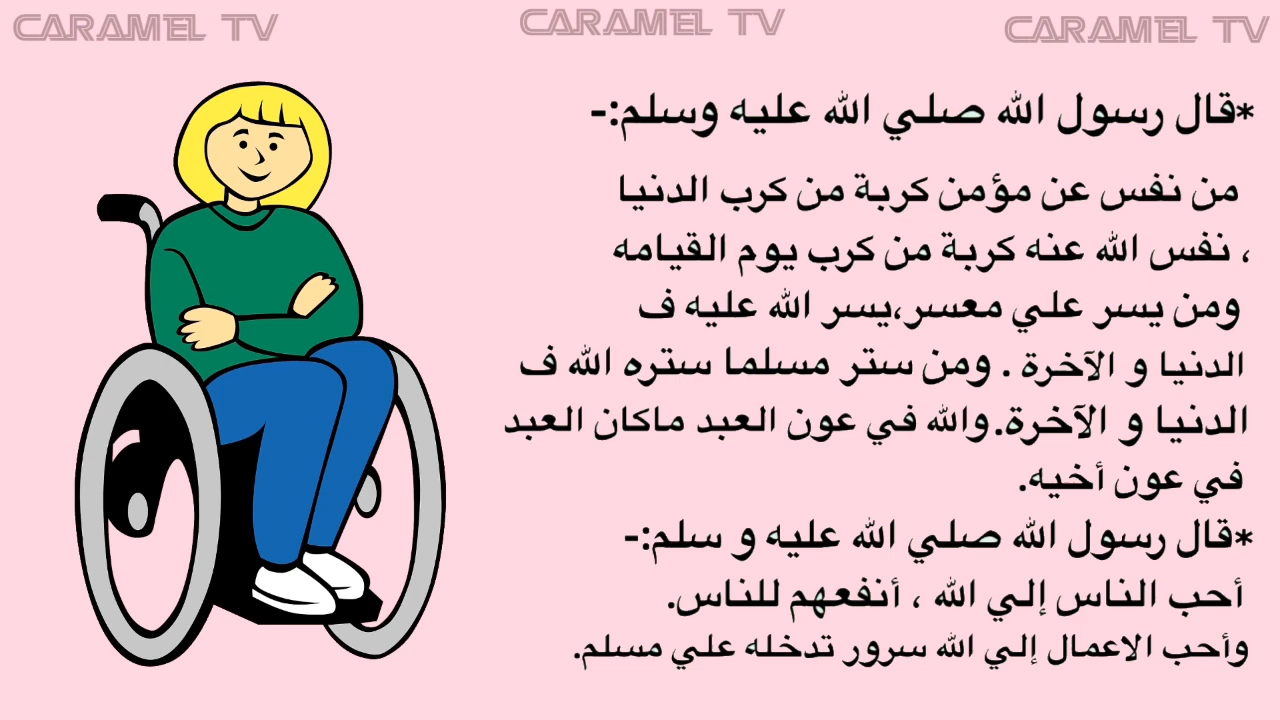 CARAMEL TV CARAMEL TV CARAMEL TV
*قال رسول الله صلي الله عليه وسلم:-
من نفس عن مؤمن كربة من كرب الدنيا
، نفس الله عنه كربة من كرب يوم القيامه
ومن يسر علي معسر،يسر الله عليه ف
الدنيا و الآخرة . ومن ستر مسلما ستره الله ف
الدنيا و الآخرة.والله في عون العبد ماكان العبد
في عون أخيه.
*قال رسول الله صلي الله عليه و سلم:-
أحب الناس إلي الله ، أنفعهم للناس.
وأحب الاعمال إلي الله سرور تدخله علي مسلم.